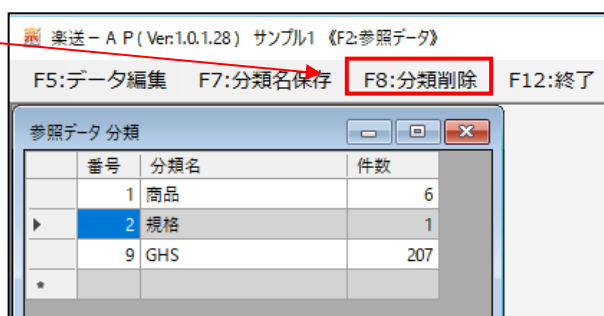 楽 楽送－ＡＰ( Ver:1.0.1.28 ) サンプル1 《F2:参照データ》
F5:データ編集 F7:分類名保存 F8:分類削除 F12:終了
参照データ 分類
番号 分類名 件数
1 商品 6
2 規格 1
9 GHS 207